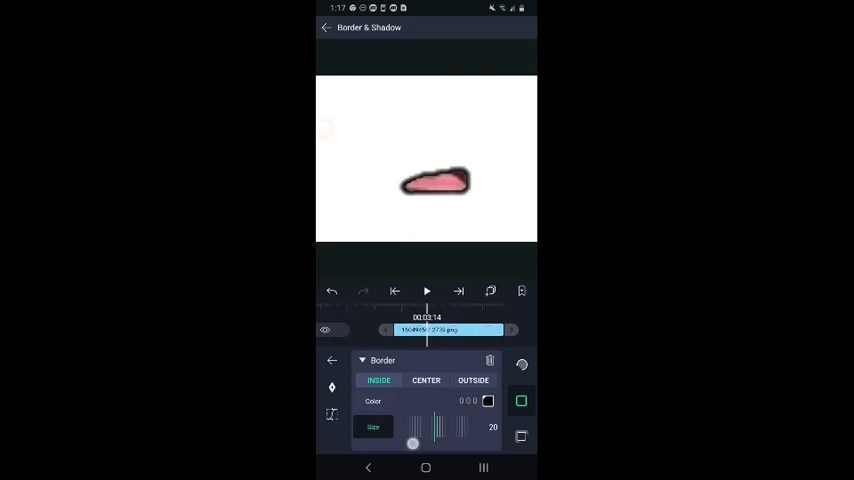 1:17
Border & Shadow
00:03:14
Border
INSIDE CENTER OUTSIDE
Color 0 0 0
Size 20